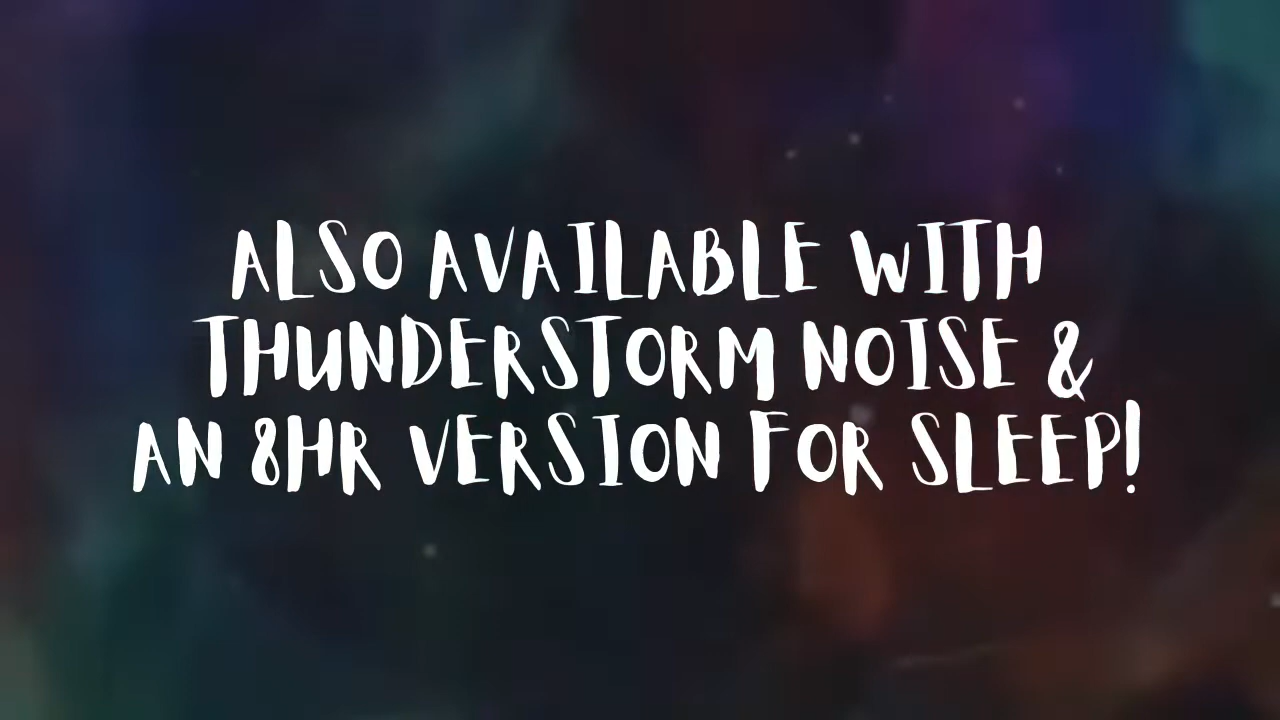 ALSO AVAILABLE WITH
THUNDERSTORM NOISE &
AN 8HR VERSION FOR SLEEP!